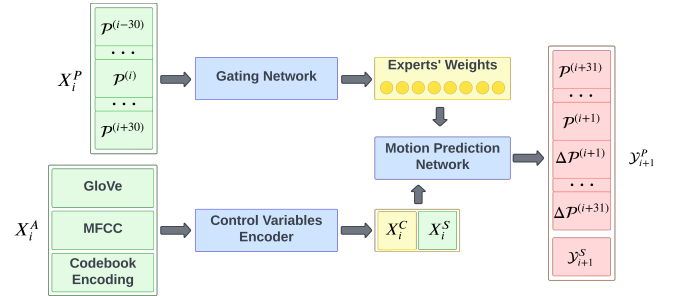 X_i^P
𝒫^(i−30)
...
𝒫^(i)
...
𝒫^(i+30)
Gating Network
Experts' Weights
Motion Prediction
Network
X_i^A
GloVe
MFCC
Codebook
Encoding
Control Variables
Encoder
X_i^C
X_i^S
𝒫^(i+31)
...
𝒫^(i+1)
Δ𝒫^(i+1)
...
Δ𝒫^(i+31)
𝒴_{i+1}^S
𝒴_{i+1}^P